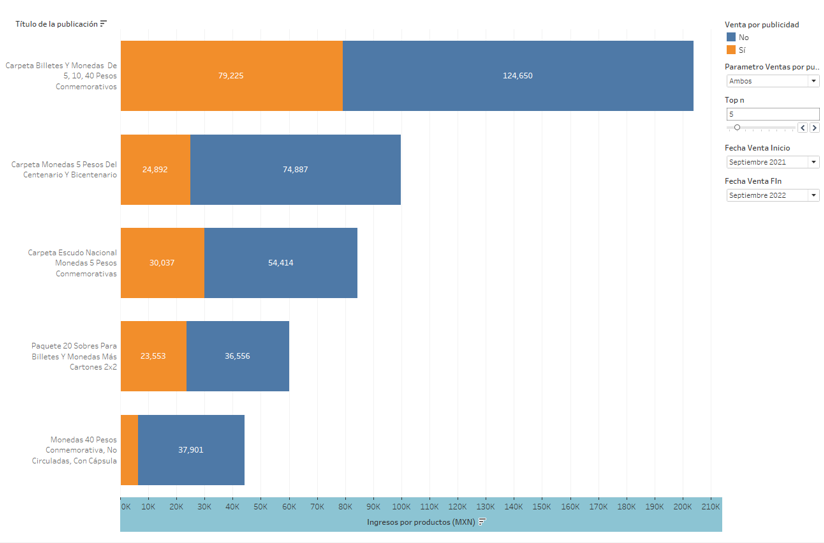 Título de la publicación
Carpeta Billetes Y Monedas De
5, 10, 40 Pesos
Conmemorativos
79,225
124,650
Carpeta Monedas 5 Pesos Del
Centenario Y Bicentenario
24,892
74,887
Carpeta Escudo Nacional
Monedas 5 Pesos
Conmemorativas
30,037
54,414
Paquete 20 Sobres Para
Billetes Y Monedas Más
Cartones 2x2
23,553
36,556
Monedas 40 Pesos
Conmemorativa, No
Circuladas, Con Cápsula
37,901
0K 10K 20K 30K 40K 50K 60K 70K 80K 90K 100K 110K 120K 130K 140K 150K 160K 170K 180K 190K 200K 210K
Ingresos por productos (MXN)
Venta por publicidad
No
Sí
Parametro Ventas por pu..
Ambos
Top n
5
Fecha Venta Inicio
Septiembre 2021
Fecha Venta FIn
Septiembre 2022